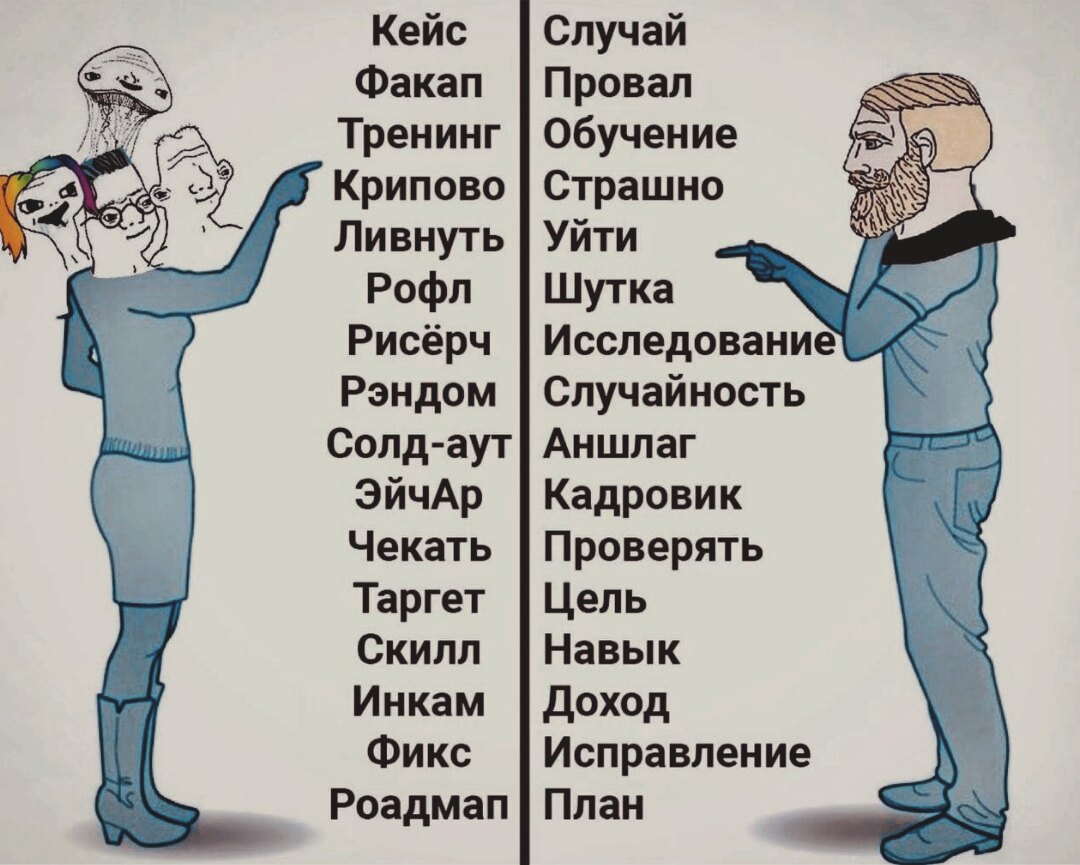 Кейс Случай
Факап Провал
Тренинг Обучение
Крипово Страшно
Ливнуть Уйти
Рофл Шутка
Рисёрч Исследование
Рэндом Случайность
Солд-аут Аншлаг
ЭйчАр Кадровик
Чекать Проверять
Таргет Цель
Скилл Навык
Инкам Доход
Фикс Исправление
Роадмап План